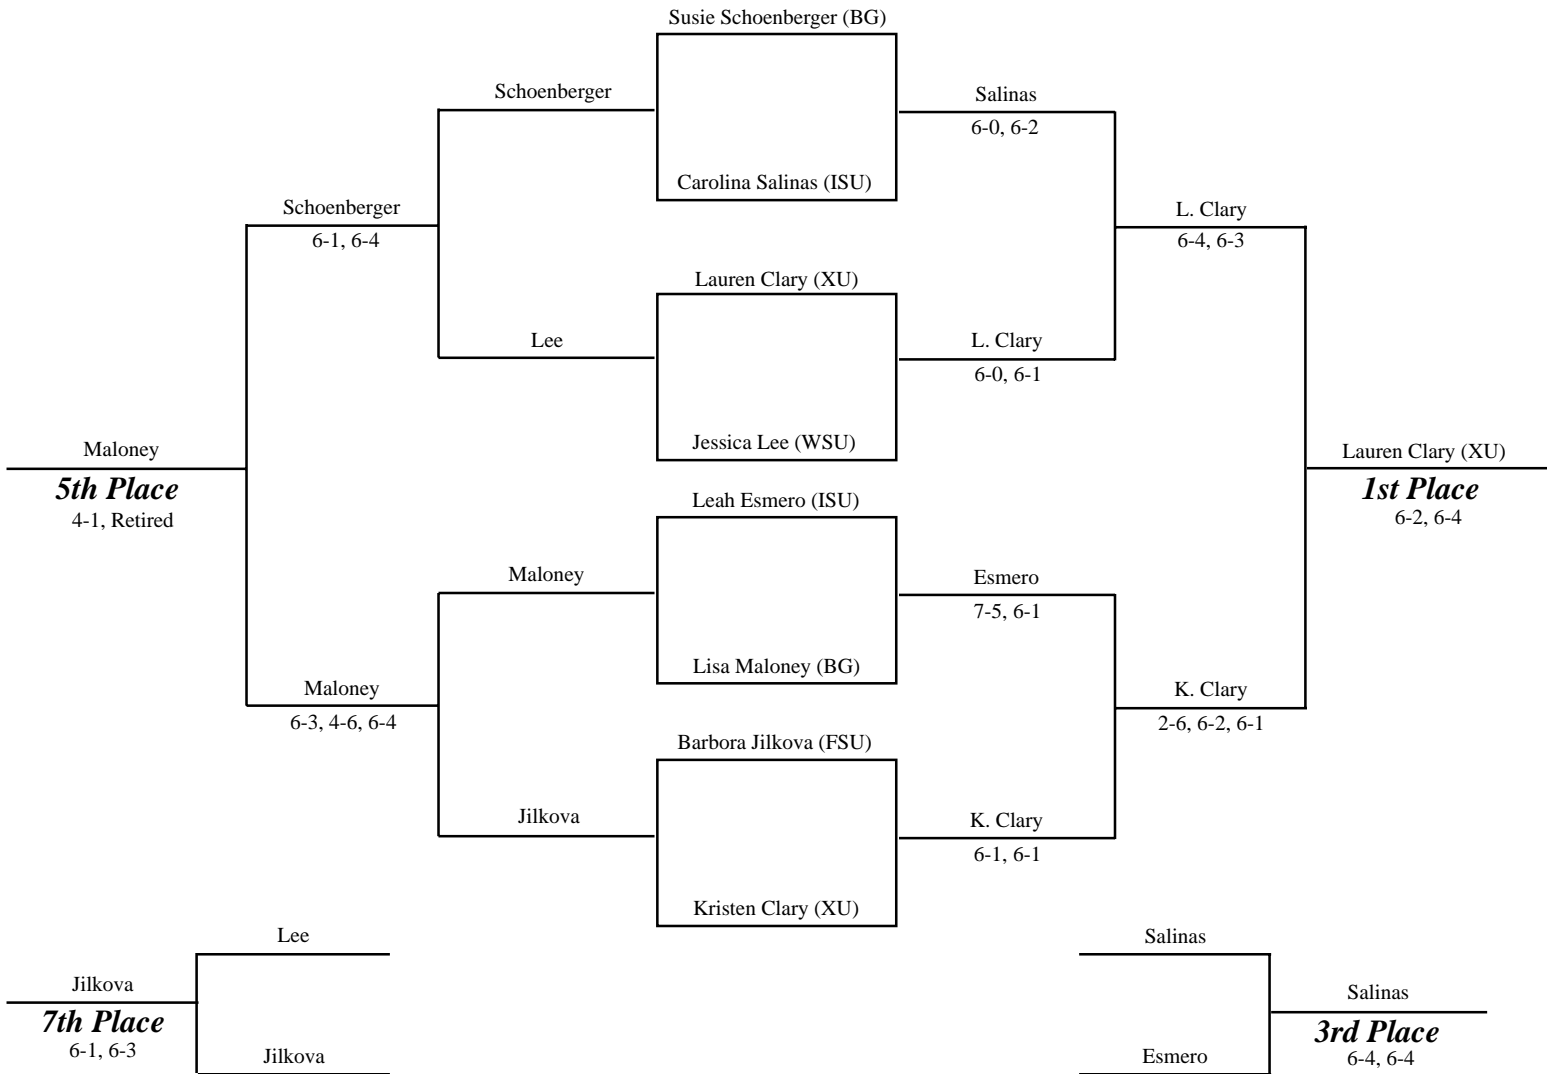 Susie Schoenberger (BG)
Schoenberger
Salinas
6-0, 6-2
Carolina Salinas (ISU)
Schoenberger
6-1, 6-4
L. Clary
6-4, 6-3
Lauren Clary (XU)
Lee
L. Clary
6-0, 6-1
Jessica Lee (WSU)
Maloney
5th Place
4-1, Retired
Lauren Clary (XU)
1st Place
6-2, 6-4
Leah Esmero (ISU)
Maloney
Esmero
7-5, 6-1
Lisa Maloney (BG)
Maloney
6-3, 4-6, 6-4
K. Clary
2-6, 6-2, 6-1
Barbora Jilkova (FSU)
Jilkova
K. Clary
6-1, 6-1
Kristen Clary (XU)
Lee
Jilkova
7th Place
6-1, 6-3
Jilkova
Salinas
Salinas
3rd Place
6-4, 6-4
Esmero